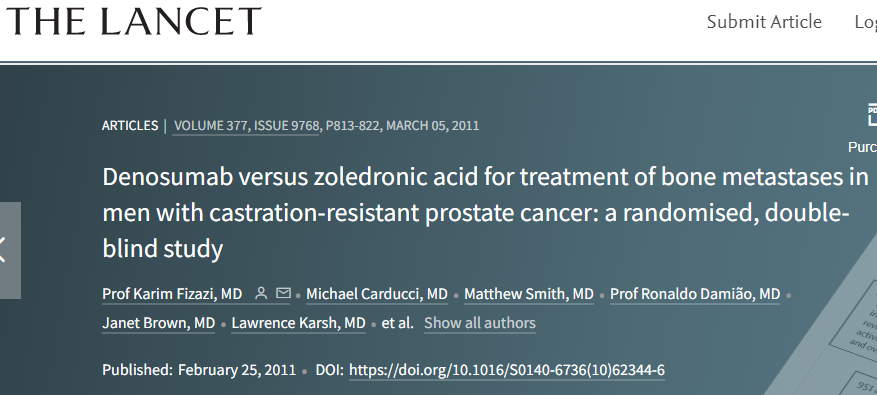 THE LANCET
Submit Article
ARTICLES | VOLUME 377, ISSUE 9768, P813-822, MARCH 05, 2011
Denosumab versus zoledronic acid for treatment of bone metastases in
men with castration-resistant prostate cancer: a randomised, double-
blind study
Prof Karim Fizazi, MD • Michael Carducci, MD • Matthew Smith, MD • Prof Ronaldo Damião, MD •
Janet Brown, MD • Lawrence Karsh, MD • et al. Show all authors
Published: February 25, 2011 • DOI: https://doi.org/10.1016/S0140-6736(10)62344-6
and
951